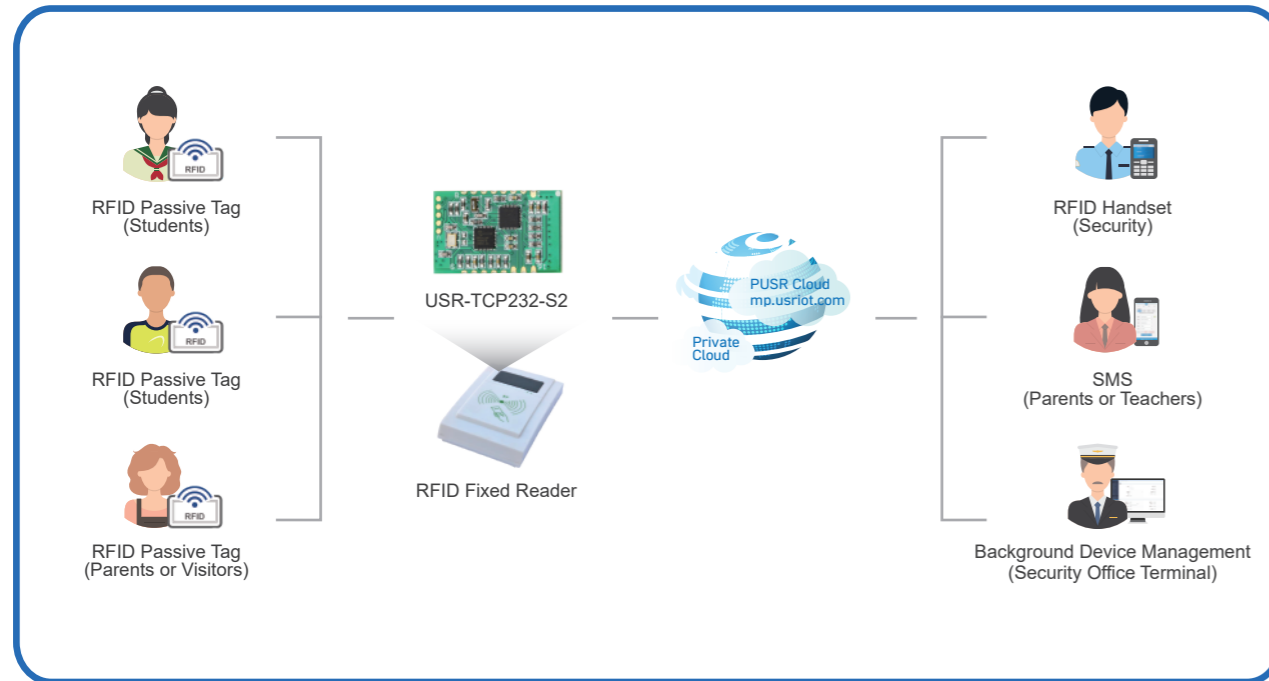 RFID
RFID Passive Tag
(Students)
RFID
RFID Passive Tag
(Students)
RFID
RFID Passive Tag
(Parents or Visitors)
USR-TCP232-S2
RFID Fixed Reader
PUSR Cloud
mp.usriot.com
Private
Cloud
RFID Handset
(Security)
SMS
(Parents or Teachers)
Background Device Management
(Security Office Terminal)